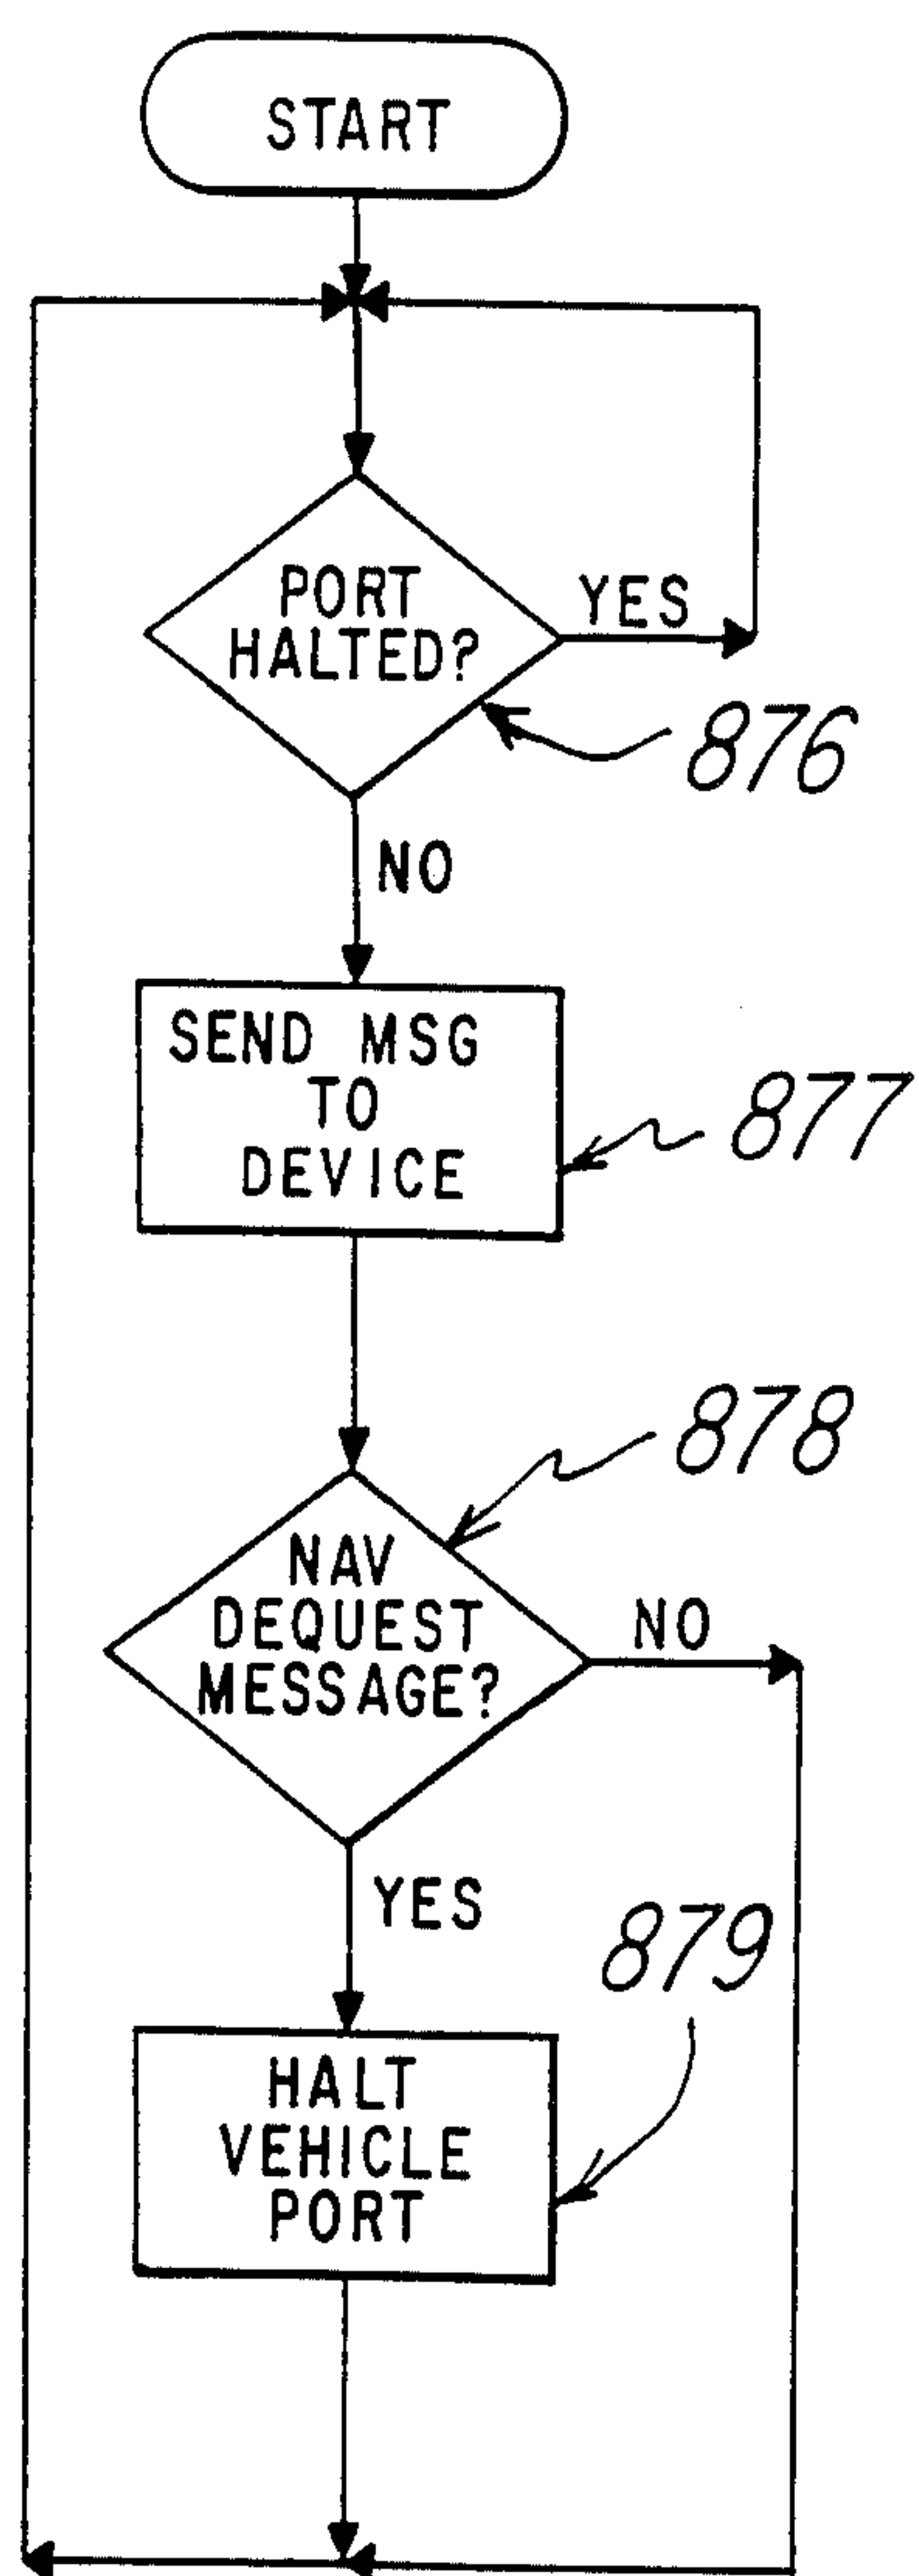 START
PORT
HALTED?
YES
876
NO
SEND MSG
TO
DEVICE
877
878
NAV
DEQUEST
MESSAGE?
NO
YES
879
HALT
VEHICLE
PORT